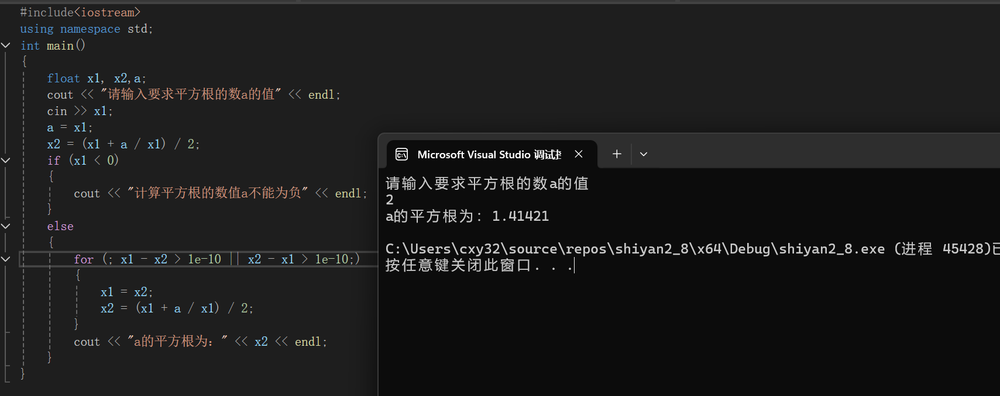 #include<iostream>
using namespace std;
int main()
{
float x1, x2,a;
cout << "请输入要求平方根的数a的值" << endl;
cin >> x1;
a = x1;
x2 = (x1 + a / x1) / 2;
if (x1 < 0)
{
cout << "计算平方根的数值a不能为负" << endl;
}
else
{
for (; x1 - x2 > 1e-10 || x2 - x1 > 1e-10;)
{
x1 = x2;
x2 = (x1 + a / x1) / 2;
}
cout << "a的平方根为：" << x2 << endl;
}
}
Microsoft Visual Studio 调试
请输入要求平方根的数a的值
2
a的平方根为：1.41421
C:\Users\cxy32\source\repos\shiyan2_8\x64\Debug\shiyan2_8.exe (进程 45428)已
按任意键关闭此窗口. . .